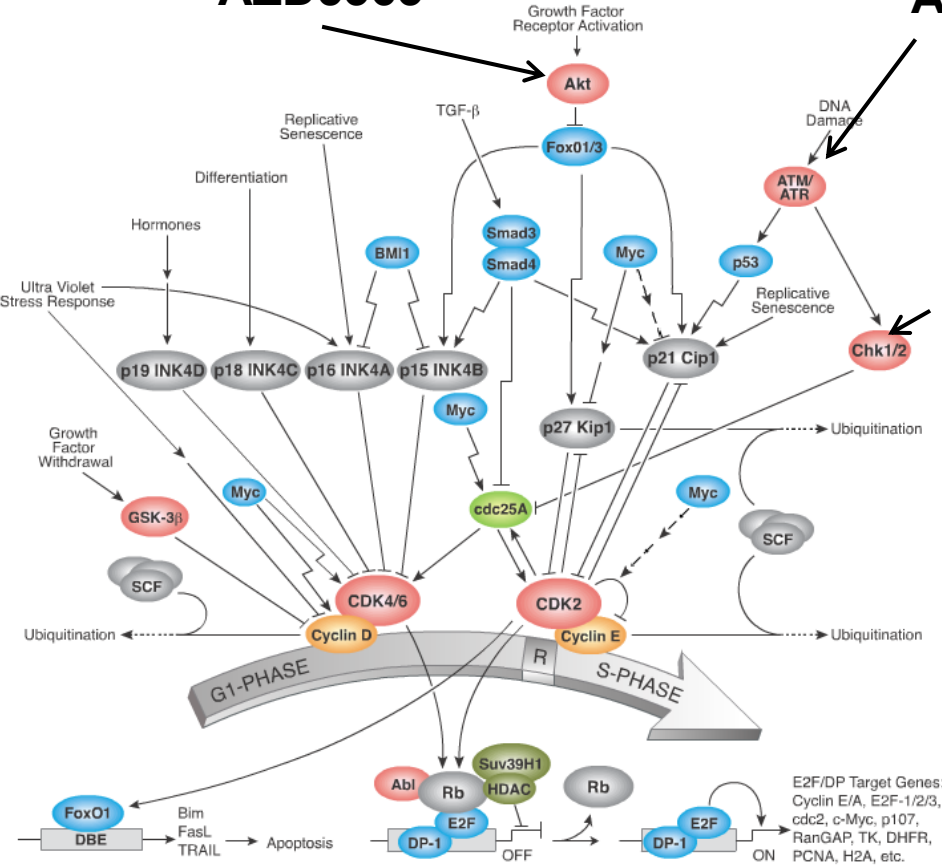 Growth Factor
Receptor Activation
Akt
TGF-β
DNA
Damage
Replicative
Senescence
Fox01/3
ATM/
ATR
Differentiation
Hormones
Smad3
Smad4
BMI1
Myc
p53
Ultra Violet
Stress Response
Replicative
Senescence
p19 INK4D
p18 INK4C
p16 INK4A
p15 INK4B
p21 Cip1
Chk1/2
Myc
p27 Kip1
Ubiquitination
Growth
Factor
Withdrawal
Myc
Myc
GSK-3β
cdc25A
SCF
SCF
CDK4/6
CDK2
Ubiquitination
Cyclin D
Cyclin E
Ubiquitination
G1-PHASE
R
S-PHASE
Suv39H1
HDAC
Abl
Rb
Rb
E2F/DP Target Genes:
Cyclin E/A, E2F-1/2/3,
cdc2, c-Myc, p107,
RanGAP, TK, DHFR,
PCNA, H2A, etc.
FoxO1
DBE
Bim
FasL
TRAIL
Apoptosis
E2F
DP-1
OFF
E2F
DP-1
ON